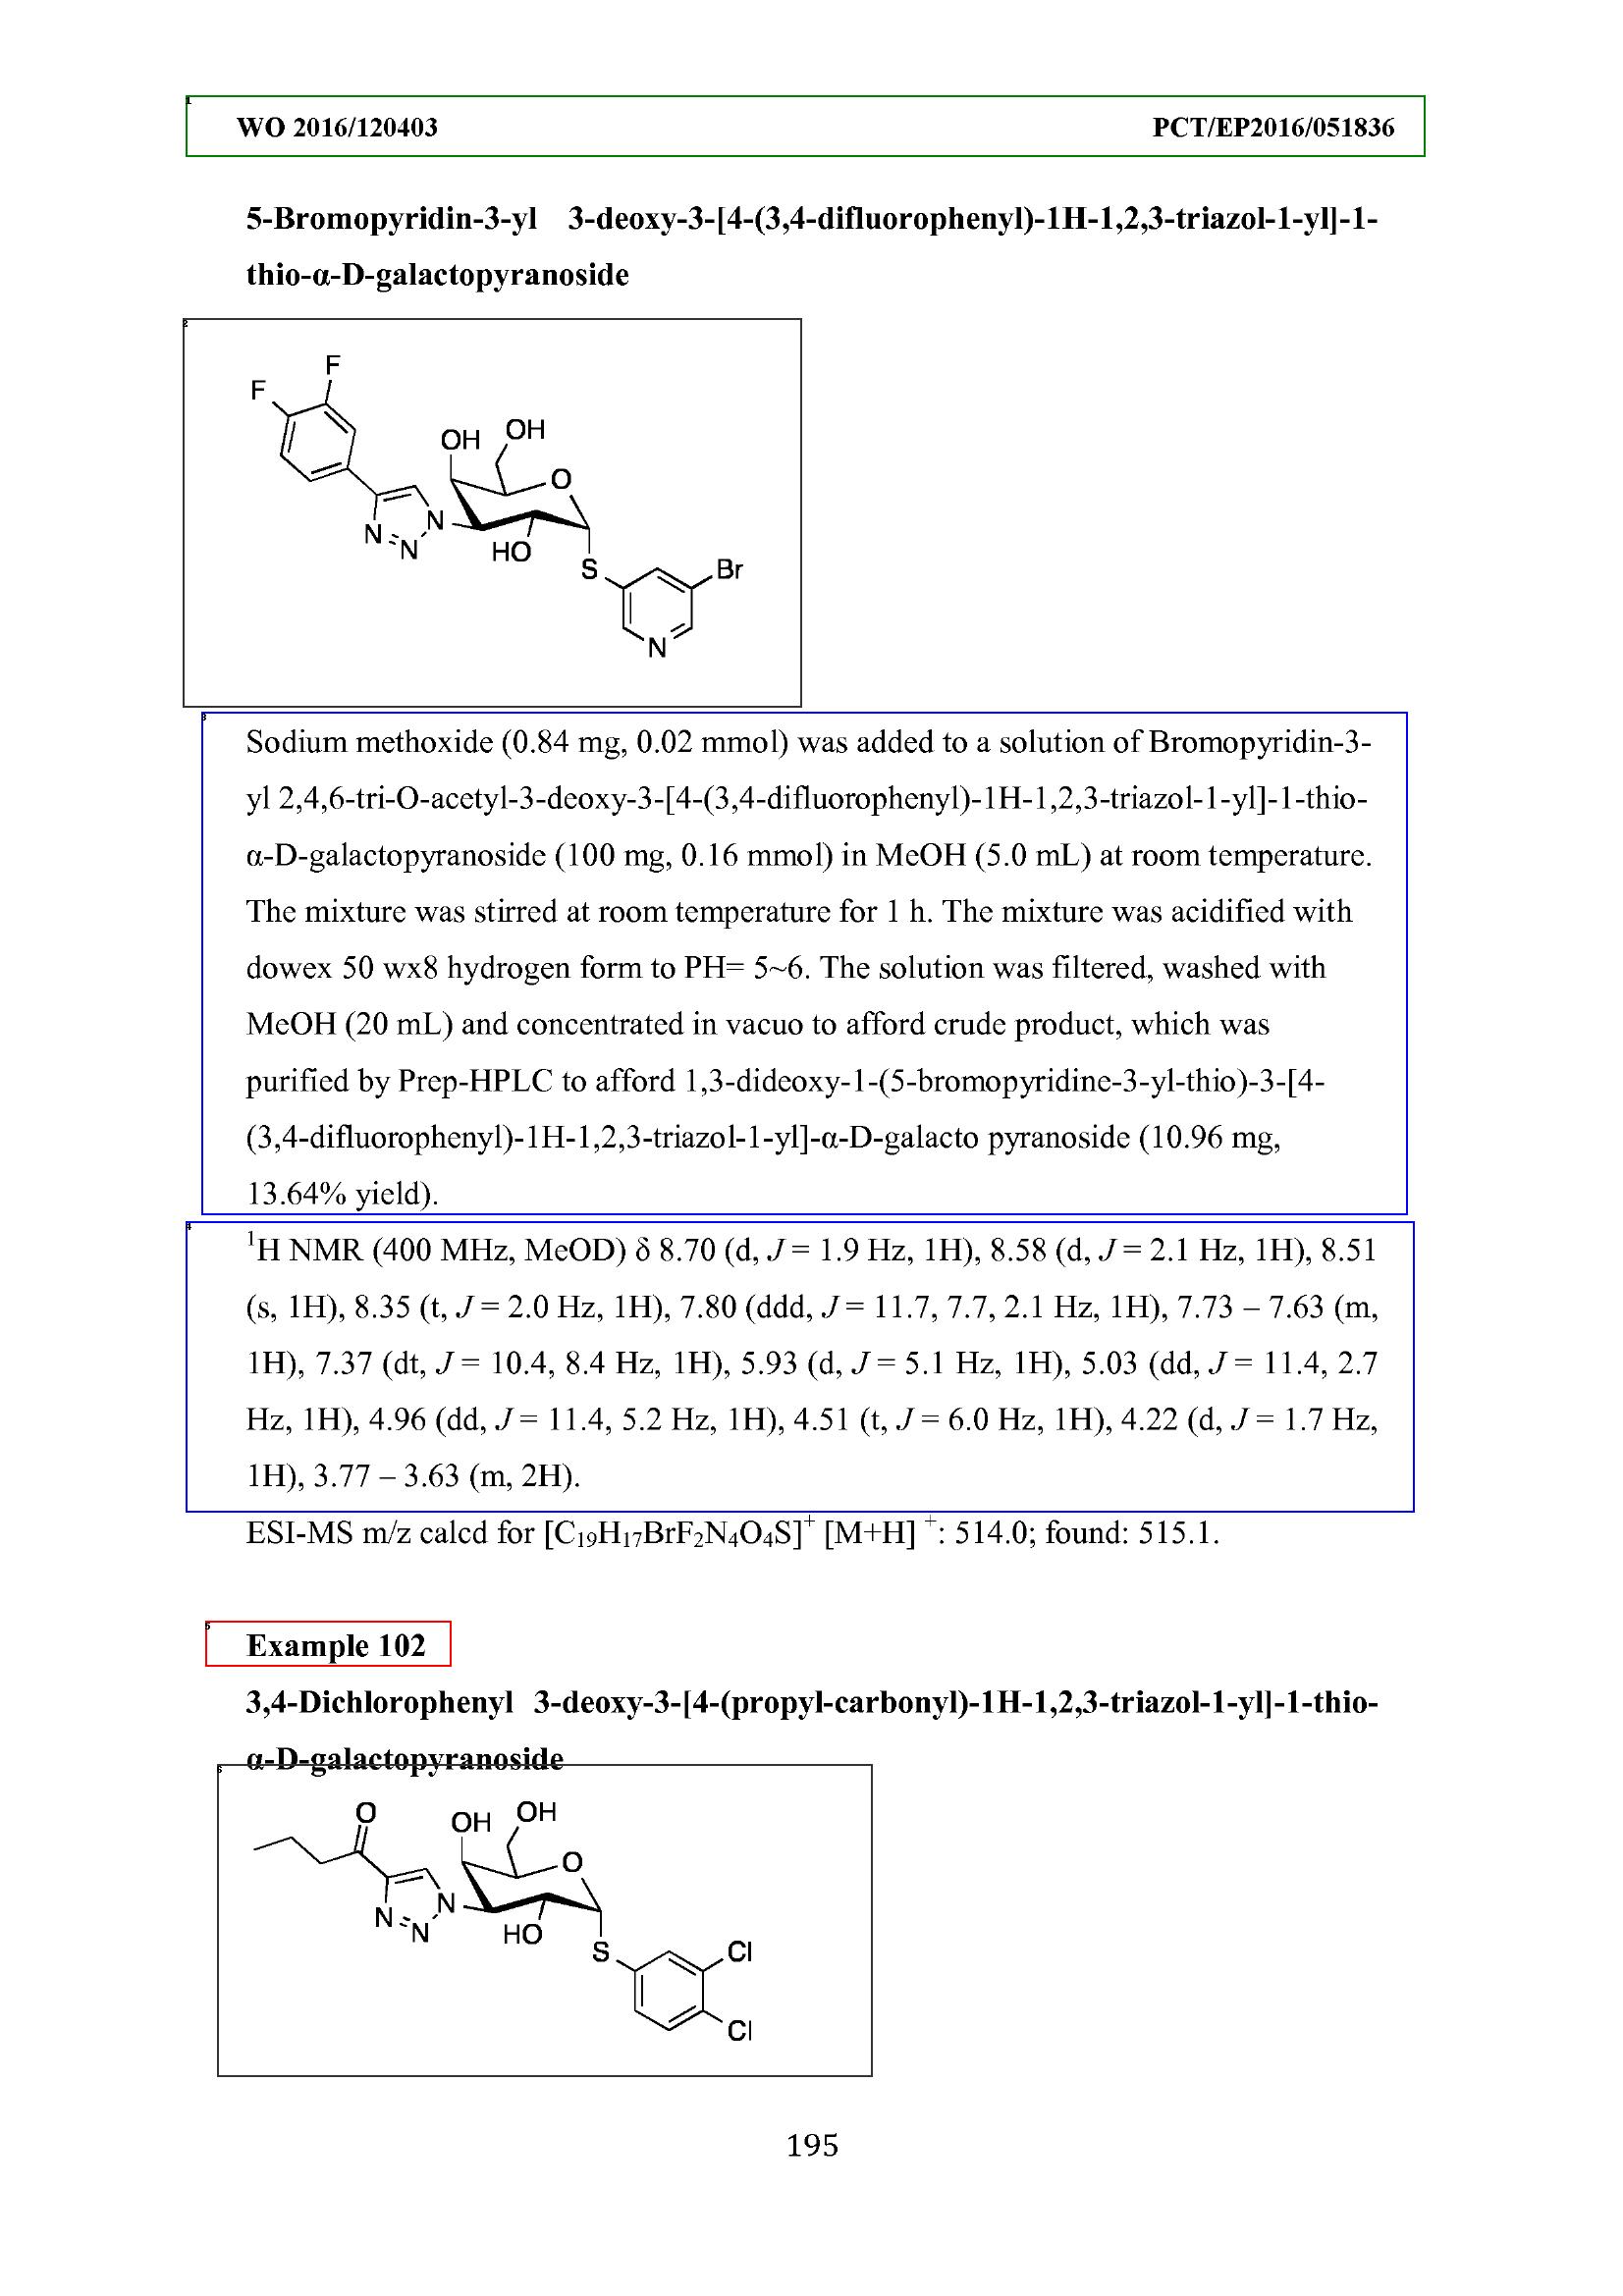 WO 2016/120403 PCT/EP2016/051836
5-Bromopyridin-3-yl 3-deoxy-3-[4-(3,4-difluorophenyl)-1H-1,2,3-triazol-1-yl]-1-
thio-α-D-galactopyranoside
2
F
F
OH
OH
O
N
N
N
HO
S
Br
N
3
Sodium methoxide (0.84 mg, 0.02 mmol) was added to a solution of Bromopyridin-3-
yl 2,4,6-tri-O-acetyl-3-deoxy-3-[4-(3,4-difluorophenyl)-1H-1,2,3-triazol-1-yl]-1-thio-
α-D-galactopyranoside (100 mg, 0.16 mmol) in MeOH (5.0 mL) at room temperature.
The mixture was stirred at room temperature for 1 h. The mixture was acidified with
dowex 50 wx8 hydrogen form to PH= 5~6. The solution was filtered, washed with
MeOH (20 mL) and concentrated in vacuo to afford crude product, which was
purified by Prep-HPLC to afford 1,3-dideoxy-1-(5-bromopyridine-3-yl-thio)-3-[4-
(3,4-difluorophenyl)-1H-1,2,3-triazol-1-yl]-α-D-galacto pyranoside (10.96 mg,
13.64% yield).
4
¹H NMR (400 MHz, MeOD) δ 8.70 (d, J = 1.9 Hz, 1H), 8.58 (d, J = 2.1 Hz, 1H), 8.51
(s, 1H), 8.35 (t, J = 2.0 Hz, 1H), 7.80 (ddd, J = 11.7, 7.7, 2.1 Hz, 1H), 7.73 – 7.63 (m,
1H), 7.37 (dt, J = 10.4, 8.4 Hz, 1H), 5.93 (d, J = 5.1 Hz, 1H), 5.03 (dd, J = 11.4, 2.7
Hz, 1H), 4.96 (dd, J = 11.4, 5.2 Hz, 1H), 4.51 (t, J = 6.0 Hz, 1H), 4.22 (d, J = 1.7 Hz,
1H), 3.77 – 3.63 (m, 2H).
ESI-MS m/z calcd for [C₁₉H₁₇BrF₂N₄O₄S]⁺ [M+H] ⁺: 514.0; found: 515.1.
5
Example 102
3,4-Dichlorophenyl 3-deoxy-3-[4-(propyl-carbonyl)-1H-1,2,3-triazol-1-yl]-1-thio-
α-D-galactopyranoside
O
OH
OH
O
N
N
N
HO
S
Cl
Cl
195